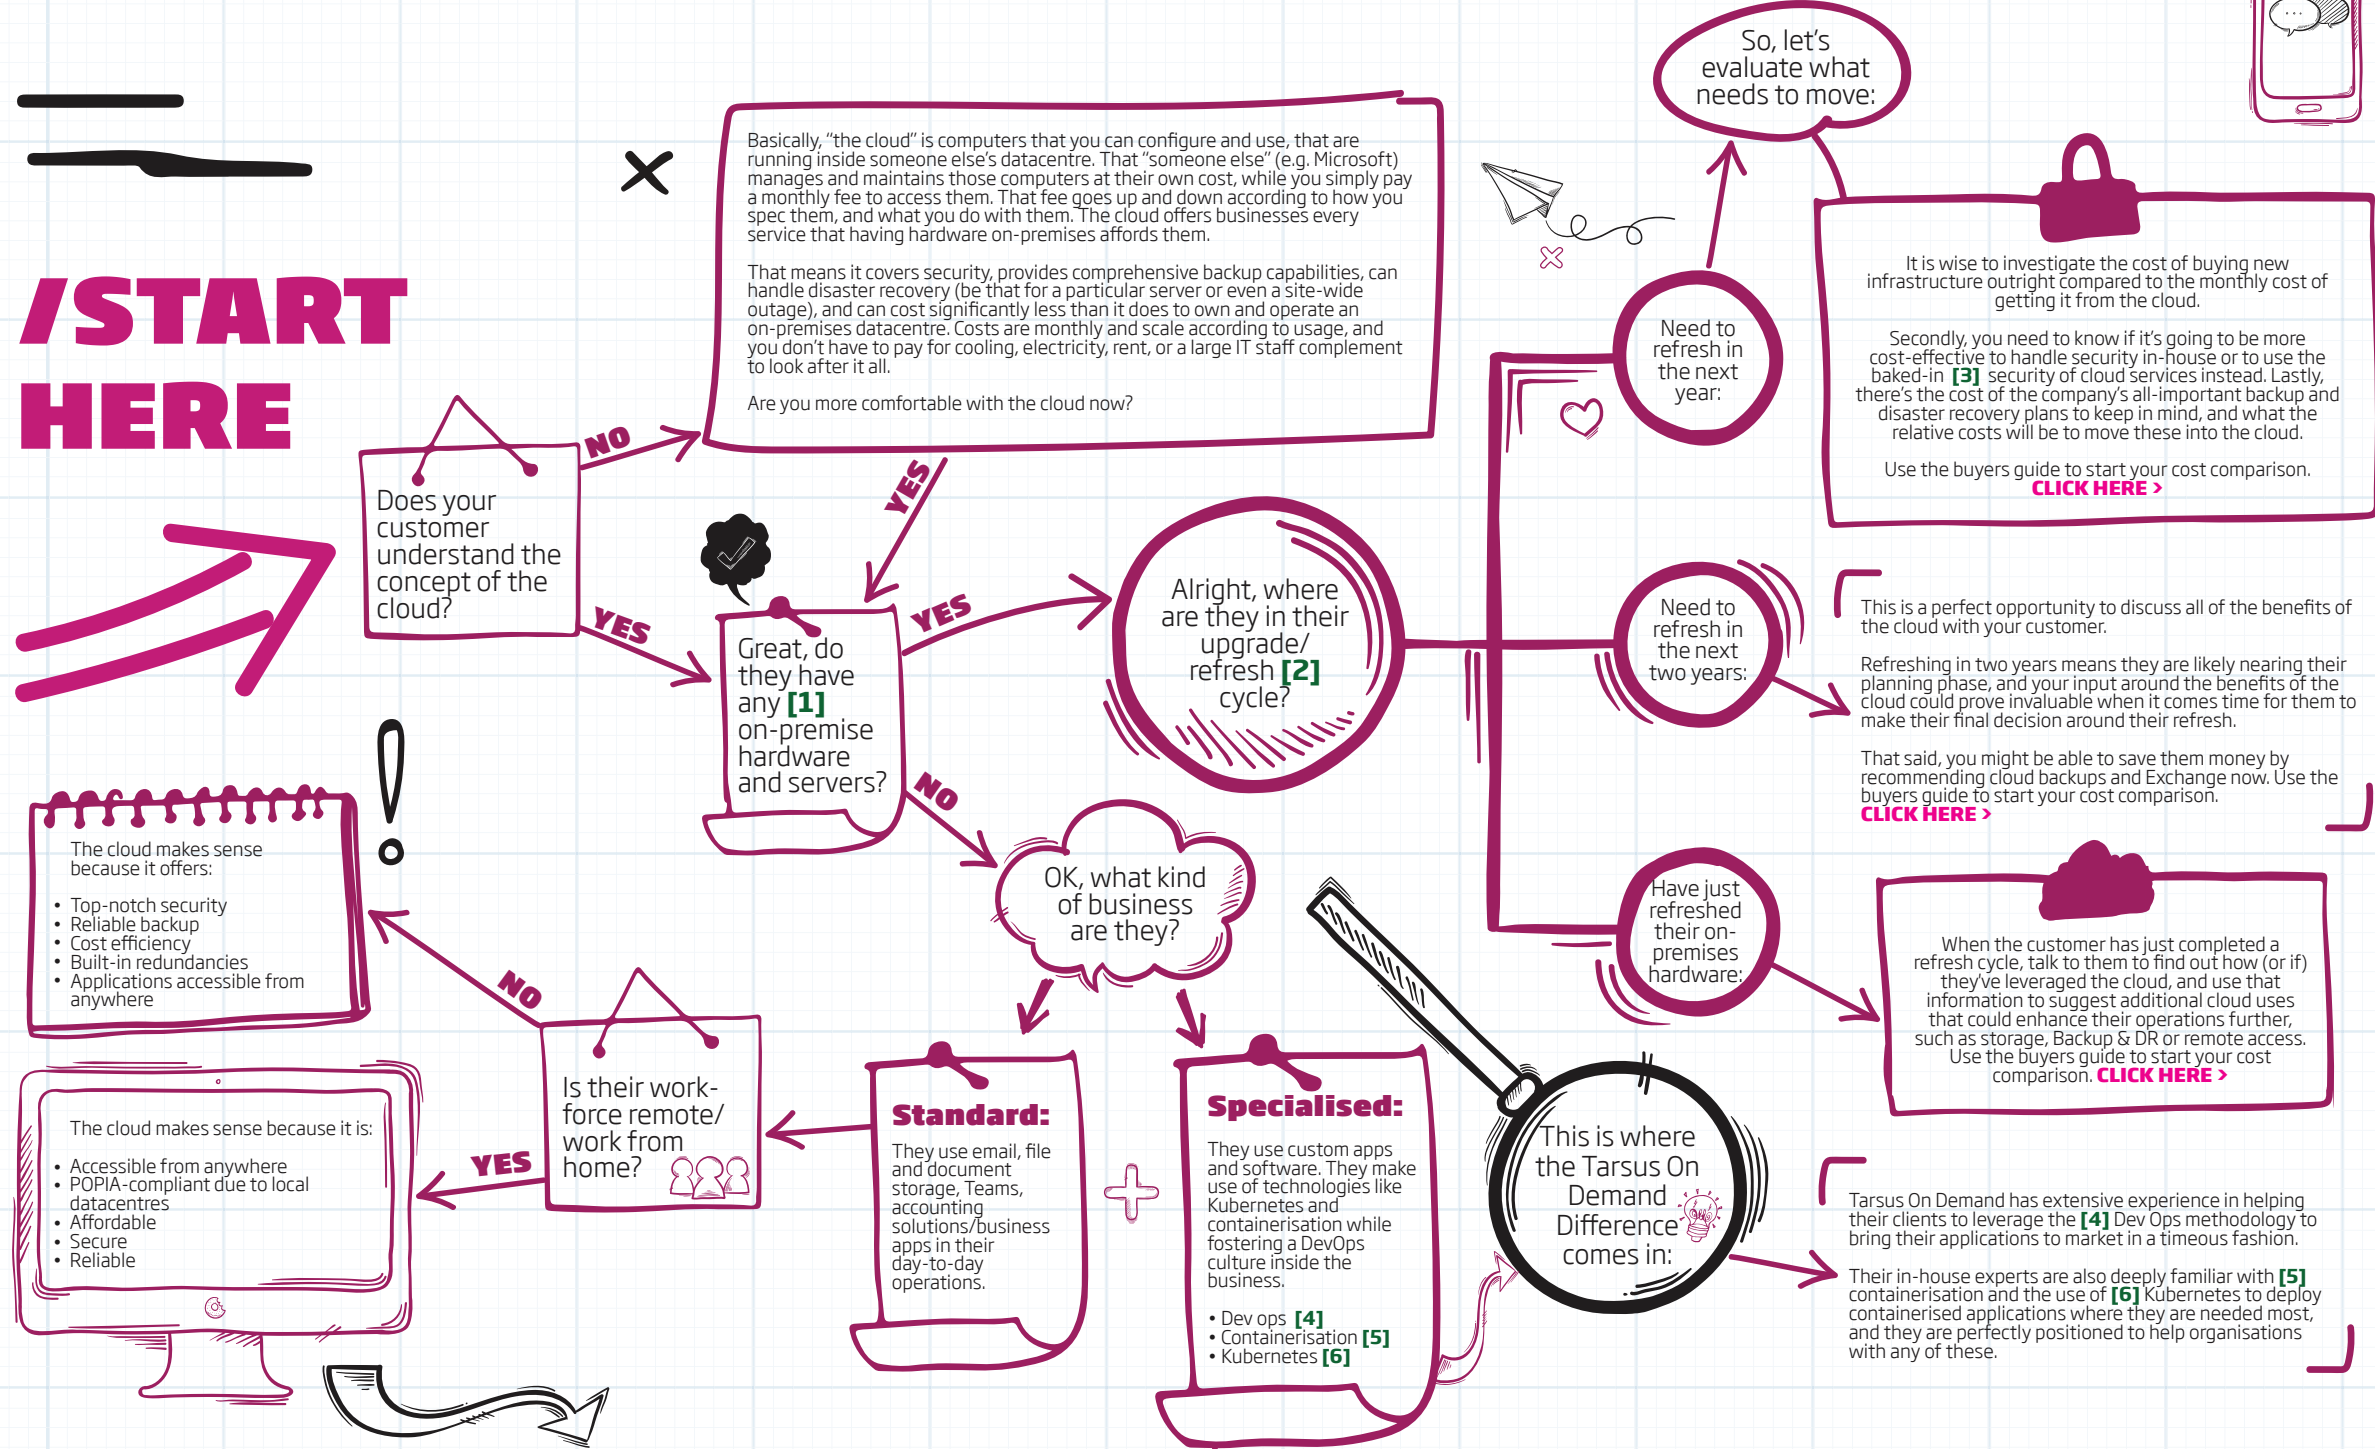 /START
HERE
Does your
customer
understand the
concept of the
cloud?
NO
Basically, “the cloud” is computers that you can configure and use, that are
running inside someone else’s datacentre. That “someone else” (e.g. Microsoft)
manages and maintains those computers at their own cost, while you simply pay
a monthly fee to access them. That fee goes up and down according to how you
spec them, and what you do with them. The cloud offers businesses every
service that having hardware on-premises affords them.
That means it covers security, provides comprehensive backup capabilities, can
handle disaster recovery (be that for a particular server or even a site-wide
outage), and can cost significantly less than it does to own and operate an
on-premises datacentre. Costs are monthly and scale according to usage, and
you don’t have to pay for cooling, electricity, rent, or a large IT staff complement
to look after it all.
Are you more comfortable with the cloud now?
YES
YES
Great, do
they have
any [1]
on-premise
hardware
and servers?
YES
Alright, where
are they in their
upgrade/
refresh [2]
cycle?
Need to
refresh in
the next
year:
So, let’s
evaluate what
needs to move:
It is wise to investigate the cost of buying new
infrastructure outright compared to the monthly cost of
getting it from the cloud.
Secondly, you need to know if it’s going to be more
cost-effective to handle security in-house or to use the
baked-in [3] security of cloud services instead. Lastly,
there’s the cost of the company’s all-important backup and
disaster recovery plans to keep in mind, and what the
relative costs will be to move these into the cloud.
Use the buyers guide to start your cost comparison.
CLICK HERE >
Need to
refresh in
the next
two years:
This is a perfect opportunity to discuss all of the benefits of
the cloud with your customer.
Refreshing in two years means they are likely nearing their
planning phase, and your input around the benefits of the
cloud could prove invaluable when it comes time for them to
make their final decision around their refresh.
That said, you might be able to save them money by
recommending cloud backups and Exchange now. Use the
buyers guide to start your cost comparison.
CLICK HERE >
Have just
refreshed
their on-
premises
hardware:
When the customer has just completed a
refresh cycle, talk to them to find out how (or if)
they’ve leveraged the cloud, and use that
information to suggest additional cloud uses
that could enhance their operations further,
such as storage, Backup & DR or remote access.
Use the buyers guide to start your cost
comparison. CLICK HERE >
NO
OK, what kind
of business
are they?
Standard:
They use email, file
and document
storage, Teams,
accounting
solutions/business
apps in their
day-to-day
operations.
Specialised:
They use custom apps
and software. They make
use of technologies like
Kubernetes and
containerisation while
fostering a DevOps
culture inside the
business.
• Dev ops [4]
• Containerisation [5]
• Kubernetes [6]
This is where
the Tarsus On
Demand
Difference
comes in:
Tarsus On Demand has extensive experience in helping
their clients to leverage the [4] Dev Ops methodology to
bring their applications to market in a timeous fashion.
Their in-house experts are also deeply familiar with [5]
containerisation and the use of [6] Kubernetes to deploy
containerised applications where they are needed most,
and they are perfectly positioned to help organisations
with any of these.
Is their work-
force remote/
work from
home?
NO
The cloud makes sense
because it offers:
• Top-notch security
• Reliable backup
• Cost efficiency
• Built-in redundancies
• Applications accessible from
anywhere
YES
The cloud makes sense because it is:
• Accessible from anywhere
• POPIA-compliant due to local
datacentres
• Affordable
• Secure
• Reliable